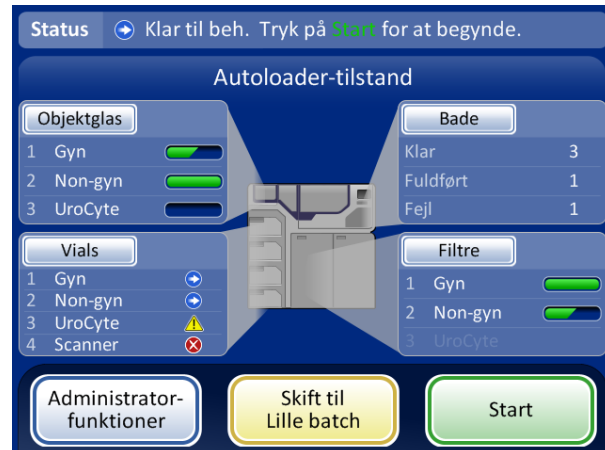 Status Klar til beh. Tryk på Start for at begynde.
Autoloader-tilstand
Objektglas
1 Gyn
2 Non-gyn
3 UroCyte
Bade
Klar 3
Fuldført 1
Fejl 1
Vials
1 Gyn
2 Non-gyn
3 UroCyte
4 Scanner
Filtre
1 Gyn
2 Non-gyn
3 UroCyte
Administrator-
funktioner
Skift til
Lille batch
Start